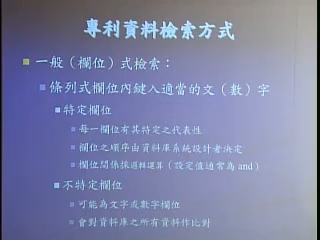 專利資料檢索方式
一般（欄位）式檢索：
條列式欄位內鍵入適當的文（數）字
特定欄位
每一欄位有其特定之代表性
欄位之順序由資料庫系統設計者決定
欄位間係採邏輯運算（設定值通常為 and）
不特定欄位
可能為文字或數字欄位
會對資料庫之所有資料作比對